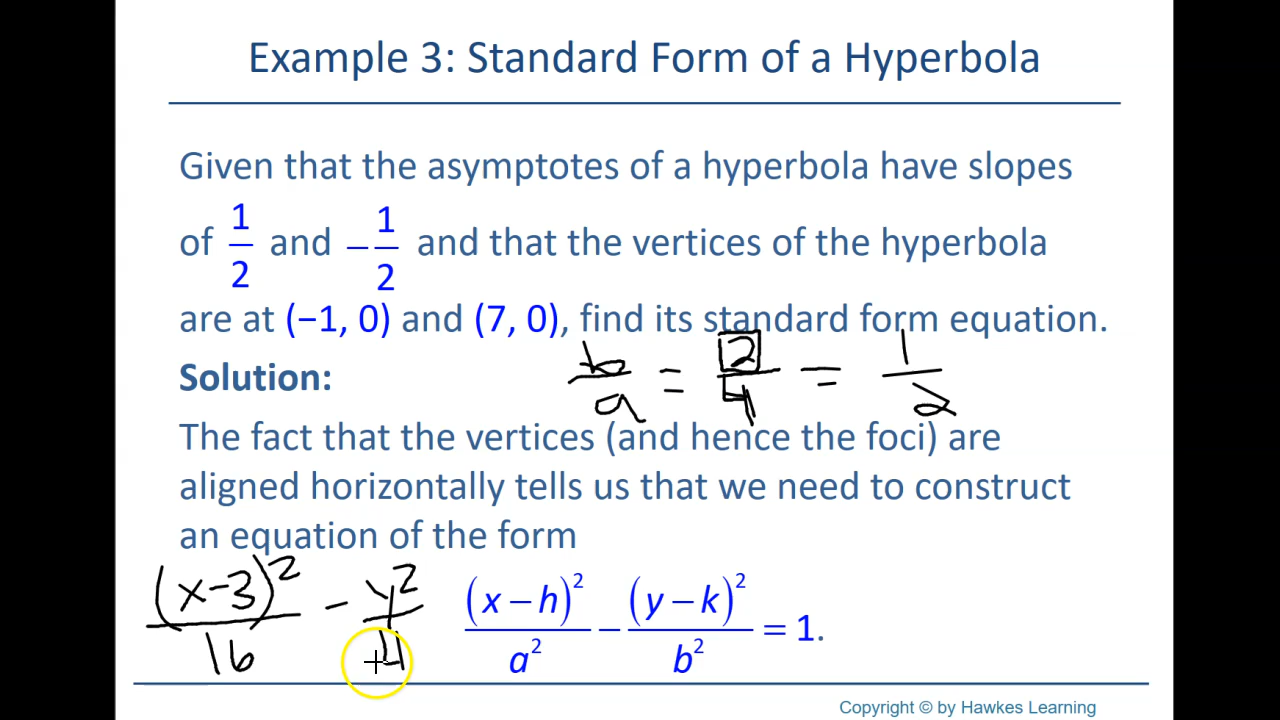 Example 3: Standard Form of a Hyperbola
Given that the asymptotes of a hyperbola have slopes
of 1/2 and −1/2 and that the vertices of the hyperbola
are at (−1, 0) and (7, 0), find its standard form equation.
b/a = 2/4 = 1/2
Solution:
The fact that the vertices (and hence the foci) are
aligned horizontally tells us that we need to construct
an equation of the form
(x-3)²/16 - y²/4
(x − h)²/a² − (y − k)²/b² = 1.
Copyright © by Hawkes Learning